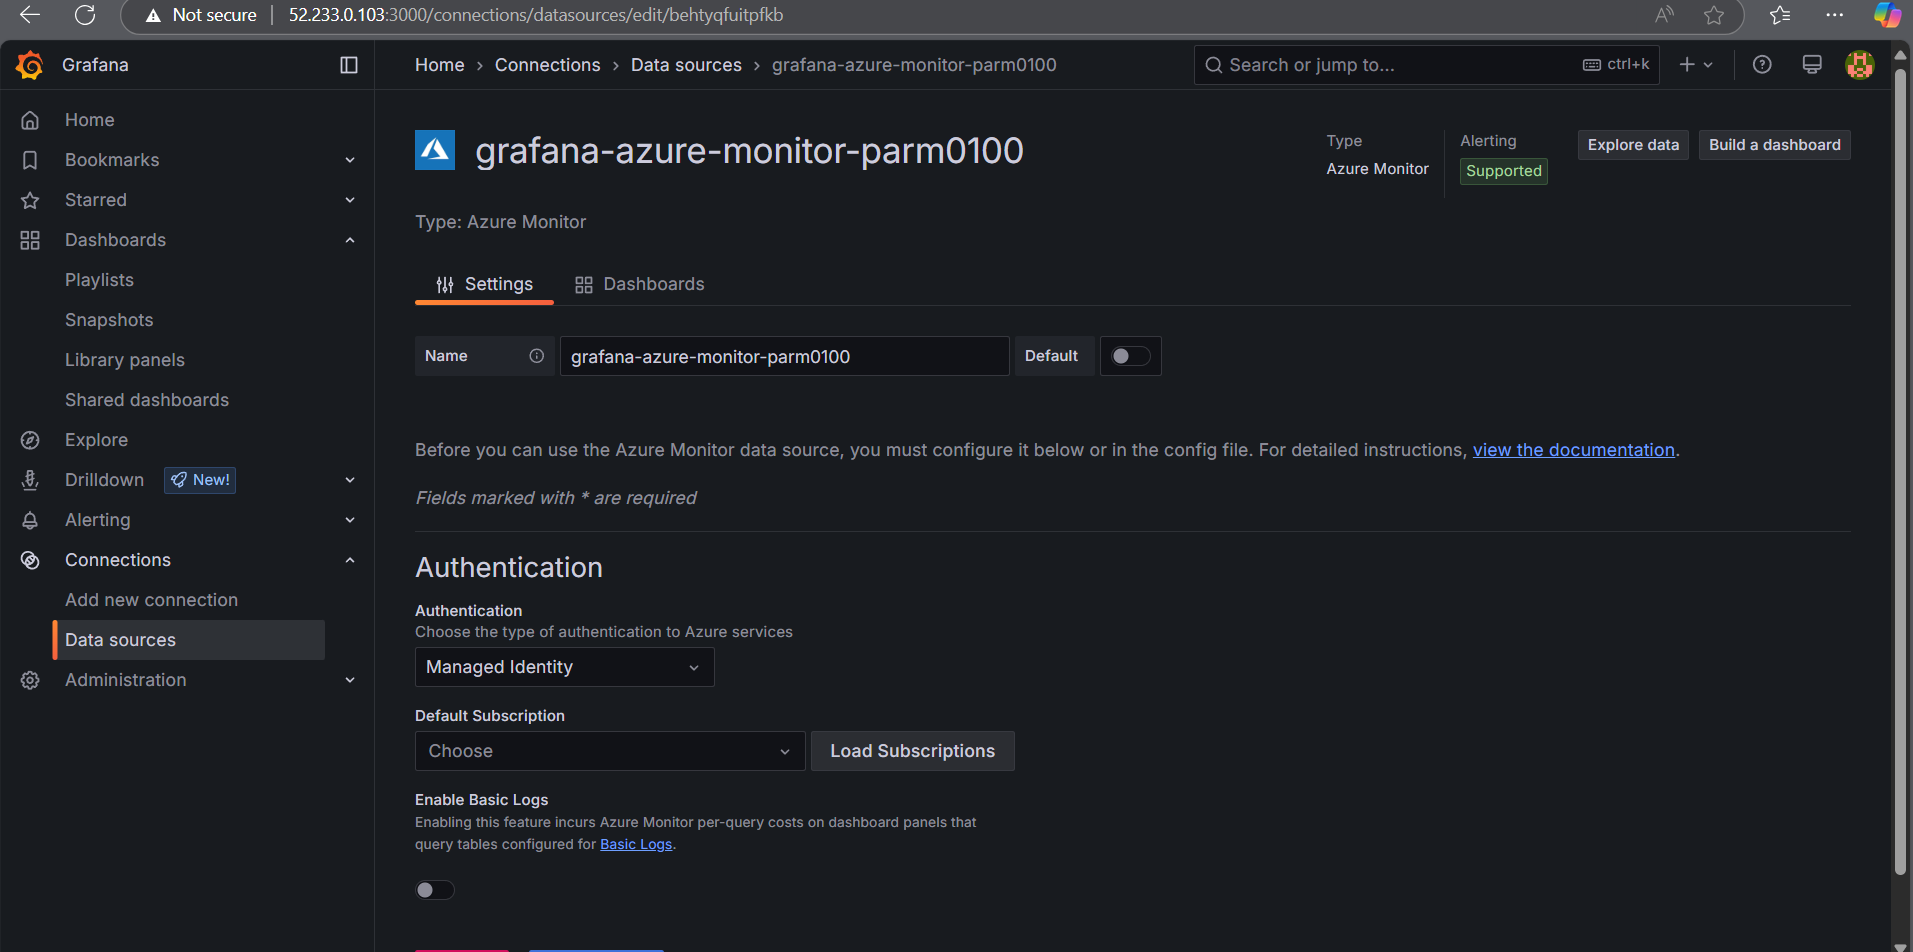 Not secure
52.233.0.103:3000/connections/datasources/edit/behtyqfuitpfkb
Grafana
Home › Connections › Data sources › grafana-azure-monitor-parm0100
Search or jump to...
ctrl+k
Home
Bookmarks
Starred
Dashboards
Playlists
Snapshots
Library panels
Shared dashboards
Explore
Drilldown
New!
Alerting
Connections
Add new connection
Data sources
Administration
grafana-azure-monitor-parm0100
Type
Azure Monitor
Alerting
Supported
Explore data
Build a dashboard
Type: Azure Monitor
Settings
Dashboards
Name
grafana-azure-monitor-parm0100
Default
Before you can use the Azure Monitor data source, you must configure it below or in the config file. For detailed instructions, view the documentation.
Fields marked with * are required
Authentication
Authentication
Choose the type of authentication to Azure services
Managed Identity
Default Subscription
Choose
Load Subscriptions
Enable Basic Logs
Enabling this feature incurs Azure Monitor per-query costs on dashboard panels that
query tables configured for Basic Logs.